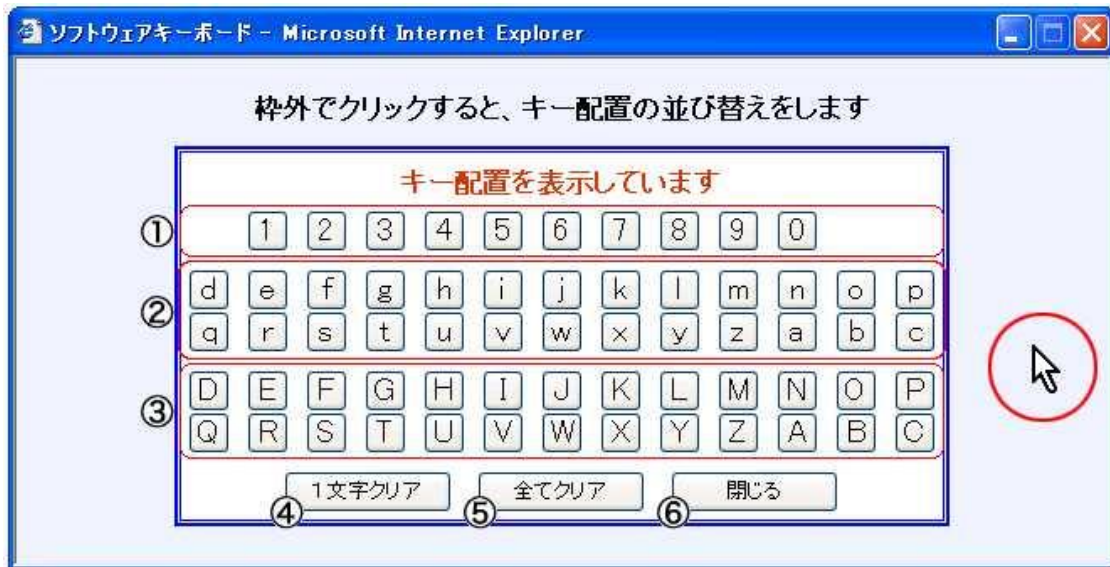 ソフトウェアキーボード - Microsoft Internet Explorer
枠外でクリックすると、キー配置の並び替えをします
キー配置を表示しています
① 1 2 3 4 5 6 7 8 9 0
② d e f g h i j k l m n o p
q r s t u v w x y z a b c
③ D E F G H I J K L M N O P
Q R S T U V W X Y Z A B C
④ 1文字クリア ⑤ 全てクリア ⑥ 閉じる